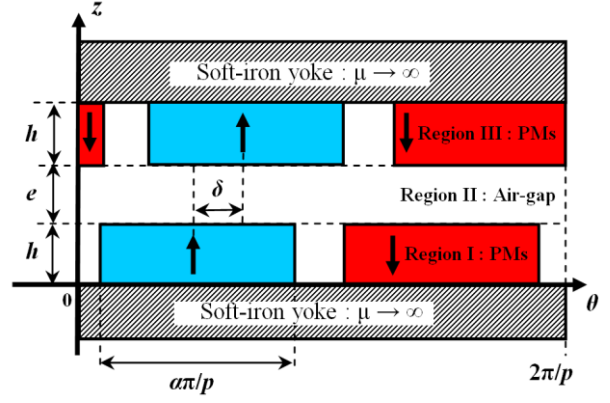 z
Soft-iron yoke : μ → ∞
h
Region III : PMs
e
δ
Region II : Air-gap
h
Region I : PMs
0
θ
Soft-iron yoke : μ → ∞
απ/p
2π/p